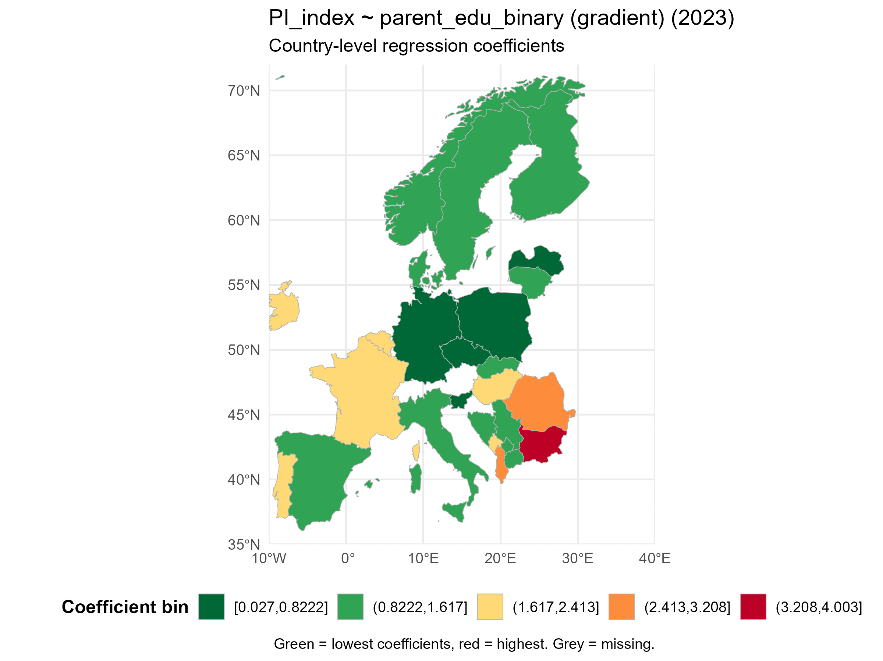 PI_index ~ parent_edu_binary (gradient) (2023)
Country-level regression coefficients
70°N
65°N
60°N
55°N
50°N
45°N
40°N
35°N
10°W 0° 10°E 20°E 30°E 40°E
Coefficient bin [0.027,0.8222] (0.8222,1.617] (1.617,2.413] (2.413,3.208] (3.208,4.003]
Green = lowest coefficients, red = highest. Grey = missing.